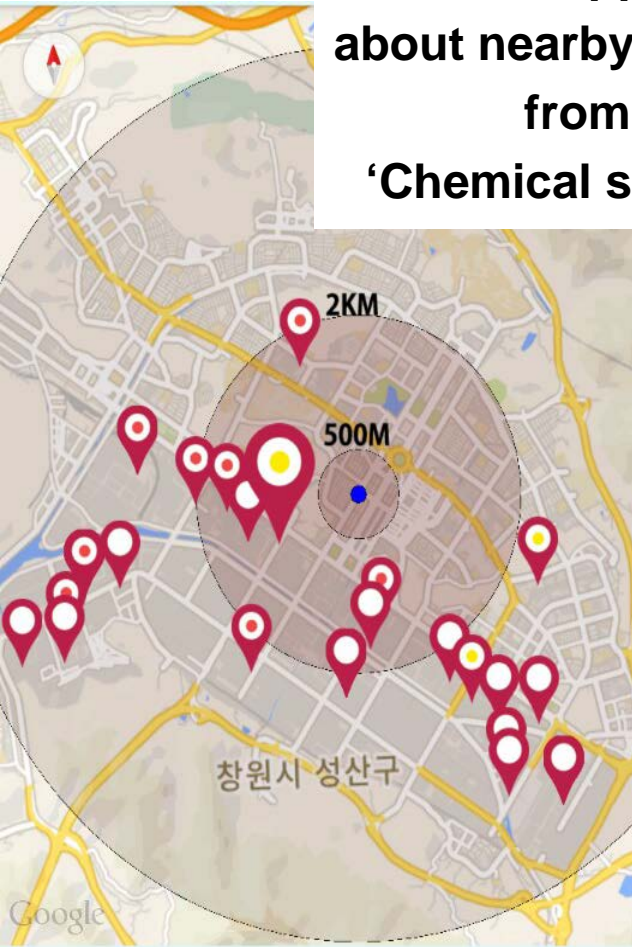 about nearby
from
‘Chemical s
2KM
500M
창원시 성산구
Google